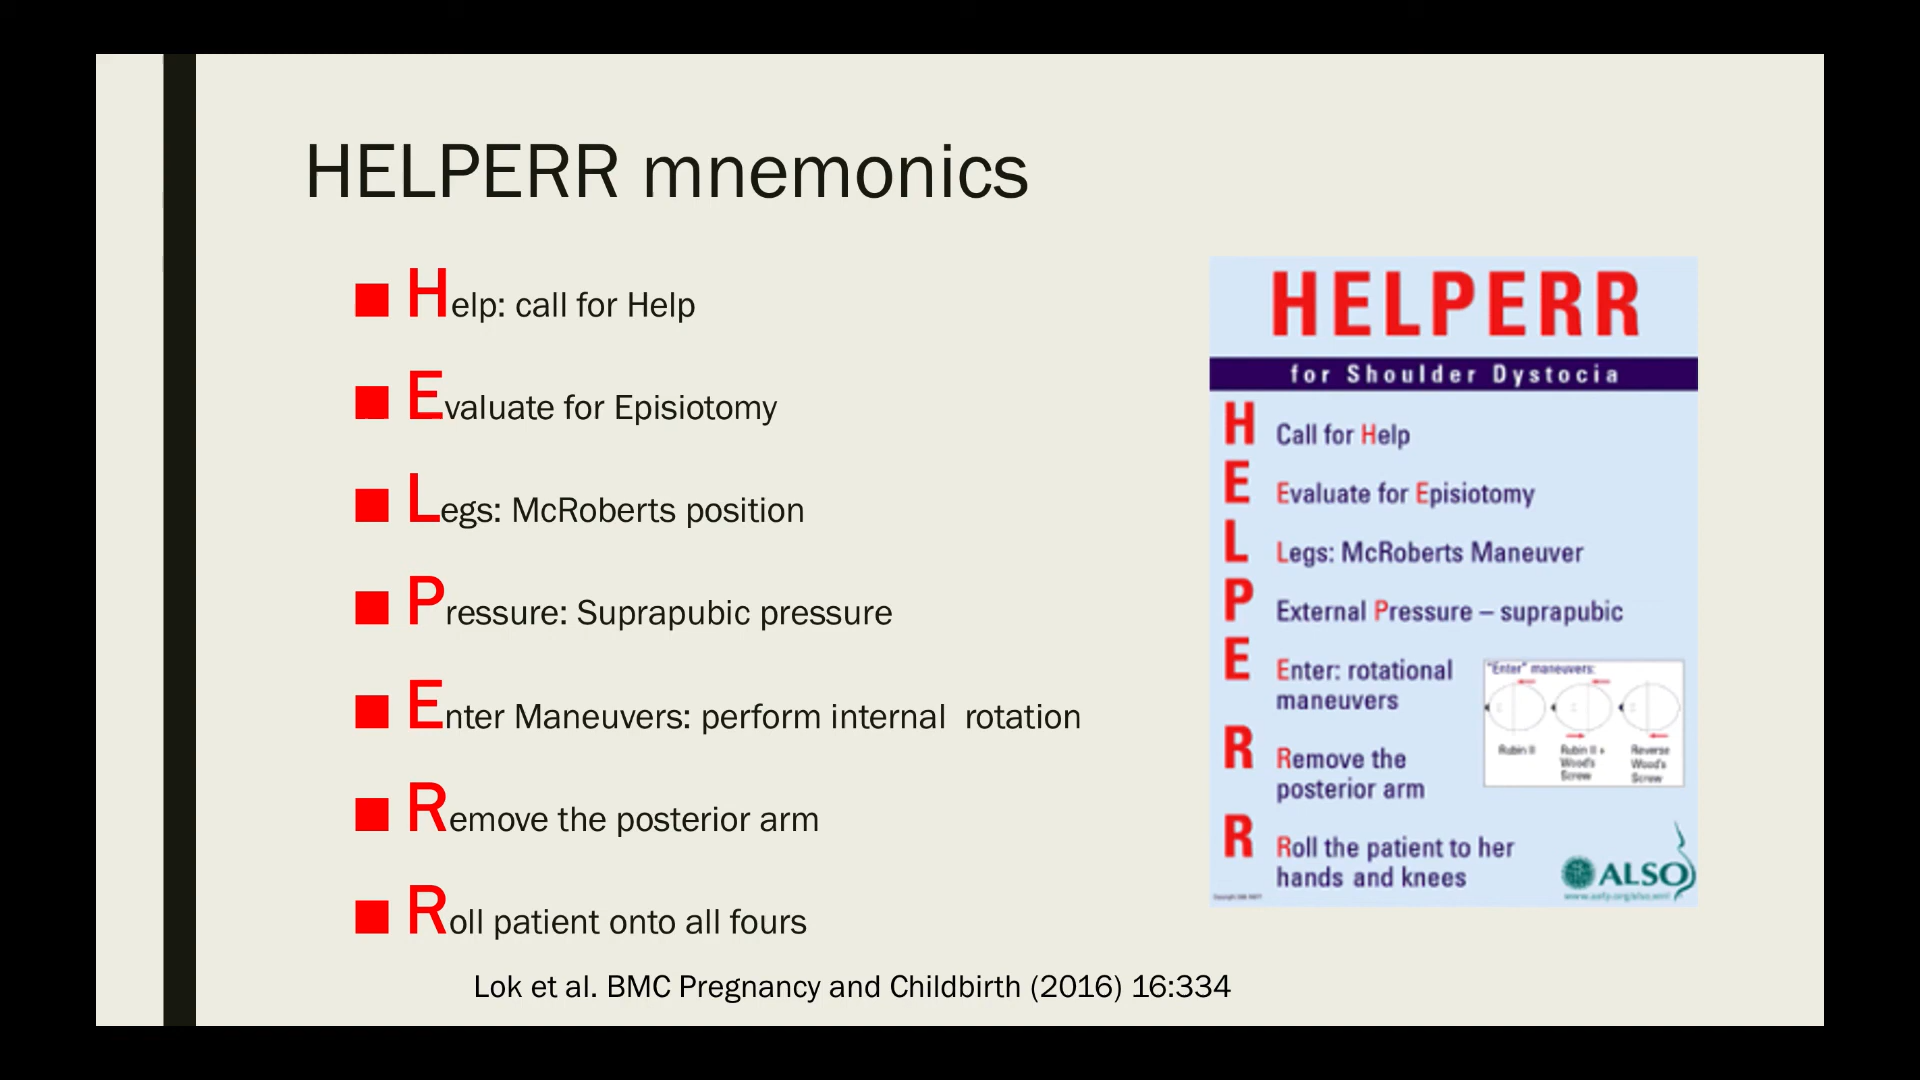 HELPERR mnemonics
Help: call for Help
Evaluate for Episiotomy
Legs: McRoberts position
Pressure: Suprapubic pressure
Enter Maneuvers: perform internal  rotation
Remove the posterior arm
Roll patient onto all fours
Lok et al. BMC Pregnancy and Childbirth (2016) 16:334
HELPERR
for Shoulder Dystocia
H Call for Help
E Evaluate for Episiotomy
L Legs: McRoberts Maneuver
P External Pressure – suprapubic
E Enter: rotational
maneuvers
"Enter" maneuvers:
Rubin II
Rubin II +
Wood's
Screw
Reverse
Wood's
Screw
R Remove the
posterior arm
R Roll the patient to her
hands and knees
ALSO